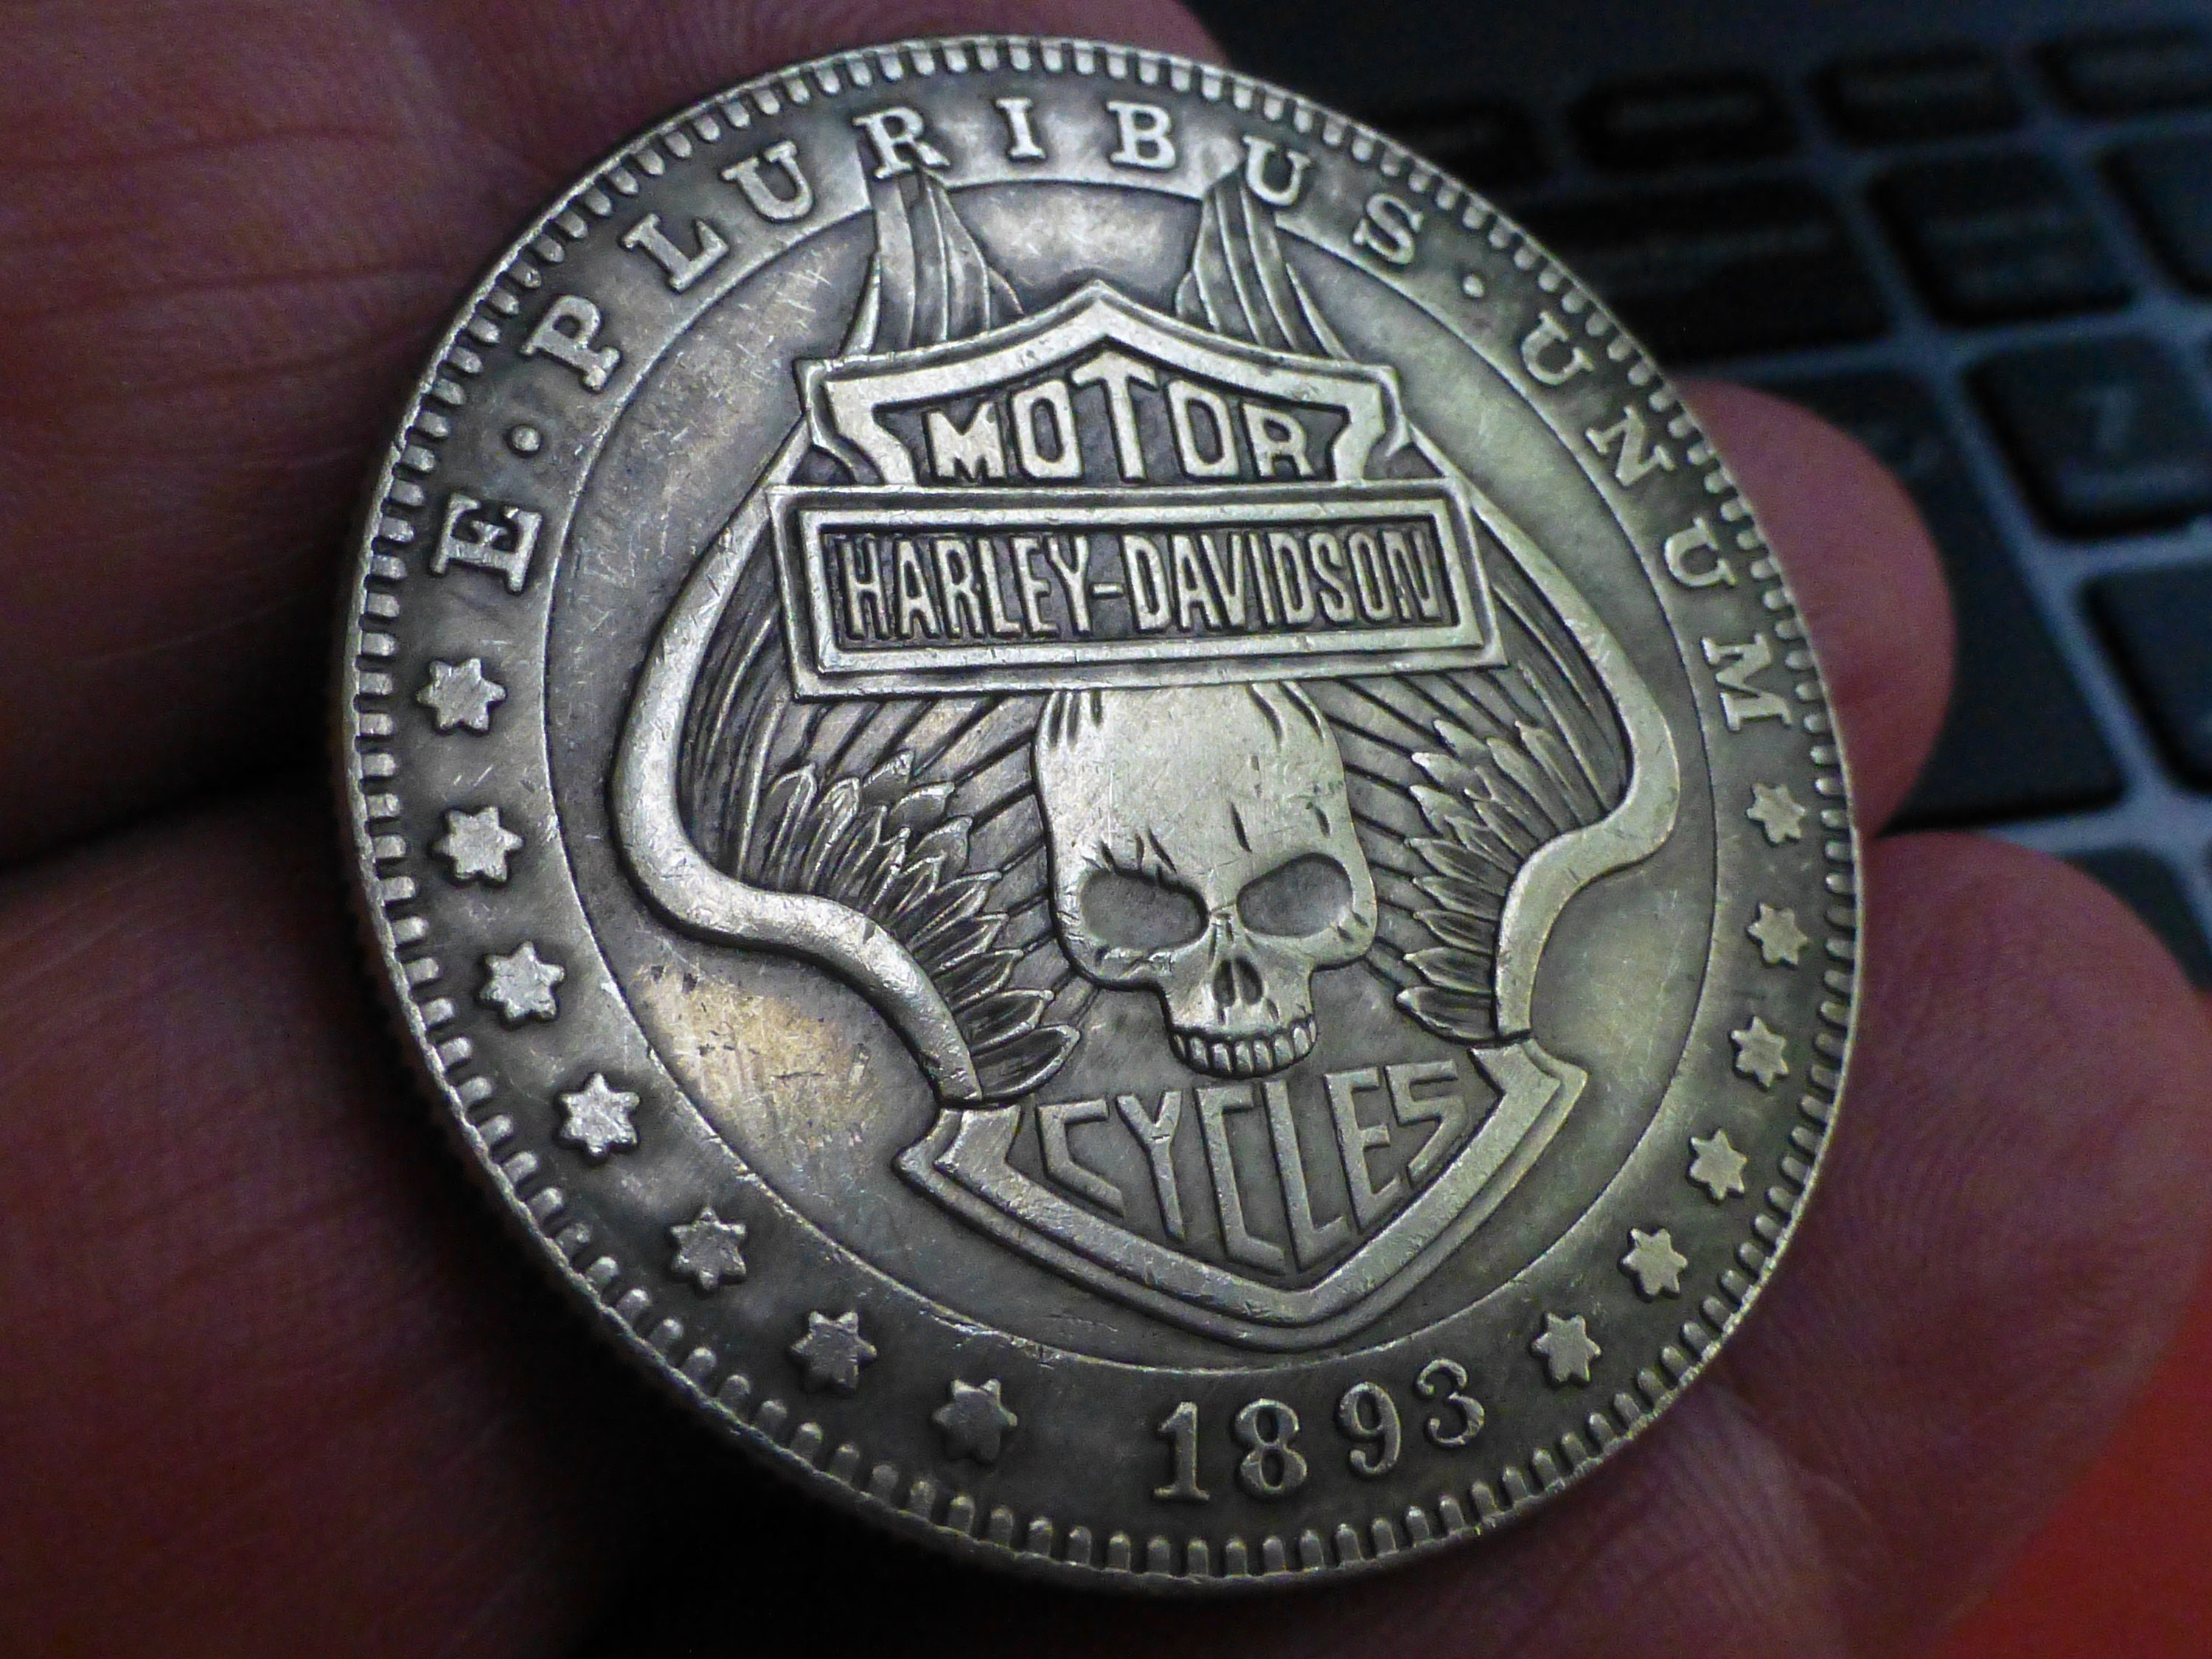 E·PLURIBUS·UNUM
MOTOR
HARLEY-DAVIDSON
CYCLES
1893